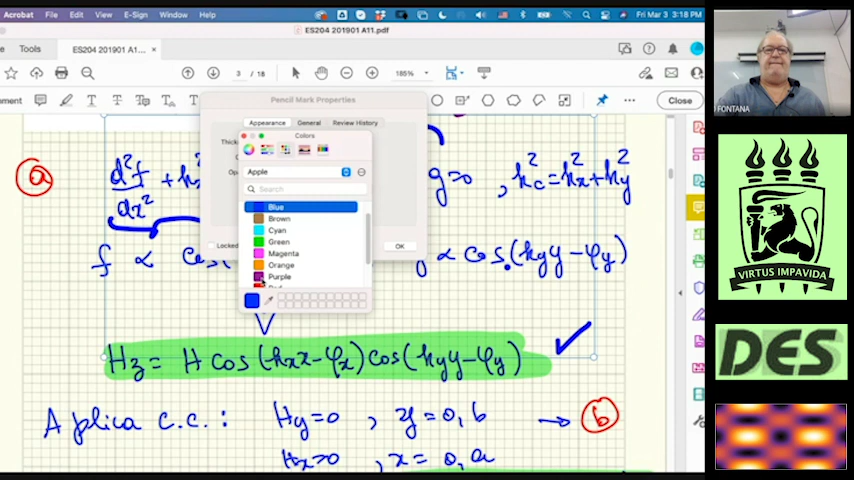 Acrobat File Edit View E-Sign Window Help Fri Mar 3 3:18 PM
ES204 201901 A11.pdf
Tools ES204 201901 A1... ×
3 / 18 185%
Close
Pencil Mark Properties
FONTANA
Appearance General Review History
Colors
Apple
Search
Blue
Brown
Cyan
Green
Magenta
Orange
Purple
Locked OK
a
d²f/dx²
g=0 , kc²=kx²+ky²
f ∝ cos
∝ cos(kyy-φy)
Hz = H cos(kxx-φx)cos(kyy-φy)
Aplica C.C.: Hy=0 , y=0,b → b
Hx=0 , x=0,a
VIRTUS IMPAVIDA
DES